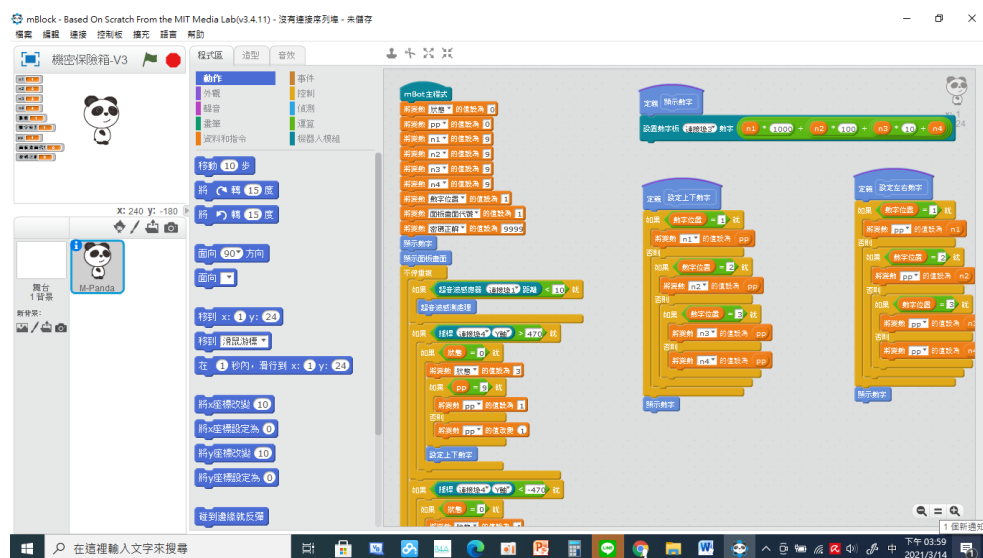 mBlock - Based On Scratch From the MIT Media Lab(v3.4.11) - 沒有連接序列埠 - 未儲存
檔案 編輯 連接 控制板 擴充 語言 幫助
機密保險箱-V3
程式區 造型 音效
動作 事件
外觀 控制
聲音 偵測
畫筆 運算
資料和指令 機器人模組
移動 10 步
將 轉 15 度
將 轉 15 度
面向 90 方向
面向
移到 x: 1 y: 24
移到 滑鼠游標
在 1 秒內，滑行到 x: 1 y: 24
將x座標改變 10
將x座標設定為 0
將y座標改變 10
將y座標設定為 0
碰到邊緣就反彈
X: 240 y: -180
舞台
1 背景
M-Panda
新背景:
mBot主程式
將變數 狀態 的值設為 0
將變數 pp 的值設為 0
將變數 n1 的值設為 9
將變數 n2 的值設為 9
將變數 n3 的值設為 9
將變數 n4 的值設為 9
將變數 數字位置 的值設為 1
將變數 面板畫面代號 的值設為 1
將變數 密碼正解 的值設為 9999
顯示數字
顯示面板畫面
不停重複
如果 超音波感應器 連接埠1 距離 < 10 就
超音波感測處理
如果 搖桿 連接埠4 Y軸 > 470 就
如果 狀態 = 0 就
將變數 狀態 的值設為 3
如果 pp = 9 就
將變數 pp 的值設為 1
否則
將變數 pp 的值改變 1
設定上下數字
如果 搖桿 連接埠4 Y軸 < -470 就
如果 狀態 = 0 就
定義 顯示數字
設置數字板 連接埠3 數字 n1 * 1000 + n2 * 100 + n3 * 10 + n4
定義 設定上下數字
如果 數字位置 = 1 就
將變數 n1 的值設為 pp
否則
如果 數字位置 = 2 就
將變數 n2 的值設為 pp
否則
如果 數字位置 = 3 就
將變數 n3 的值設為 pp
否則
將變數 n4 的值設為 pp
顯示數字
定義 設定左右數字
如果 數字位置 = 1 就
將變數 pp 的值設為 n1
否則
如果 數字位置 = 2 就
將變數 pp 的值設為 n2
否則
如果 數字位置 = 3 就
將變數 pp 的值設為
否則
將變數 pp 的值設為
顯示數字
1 個新通知
在這裡輸入文字來搜尋
中
下午 03:59
2021/3/14